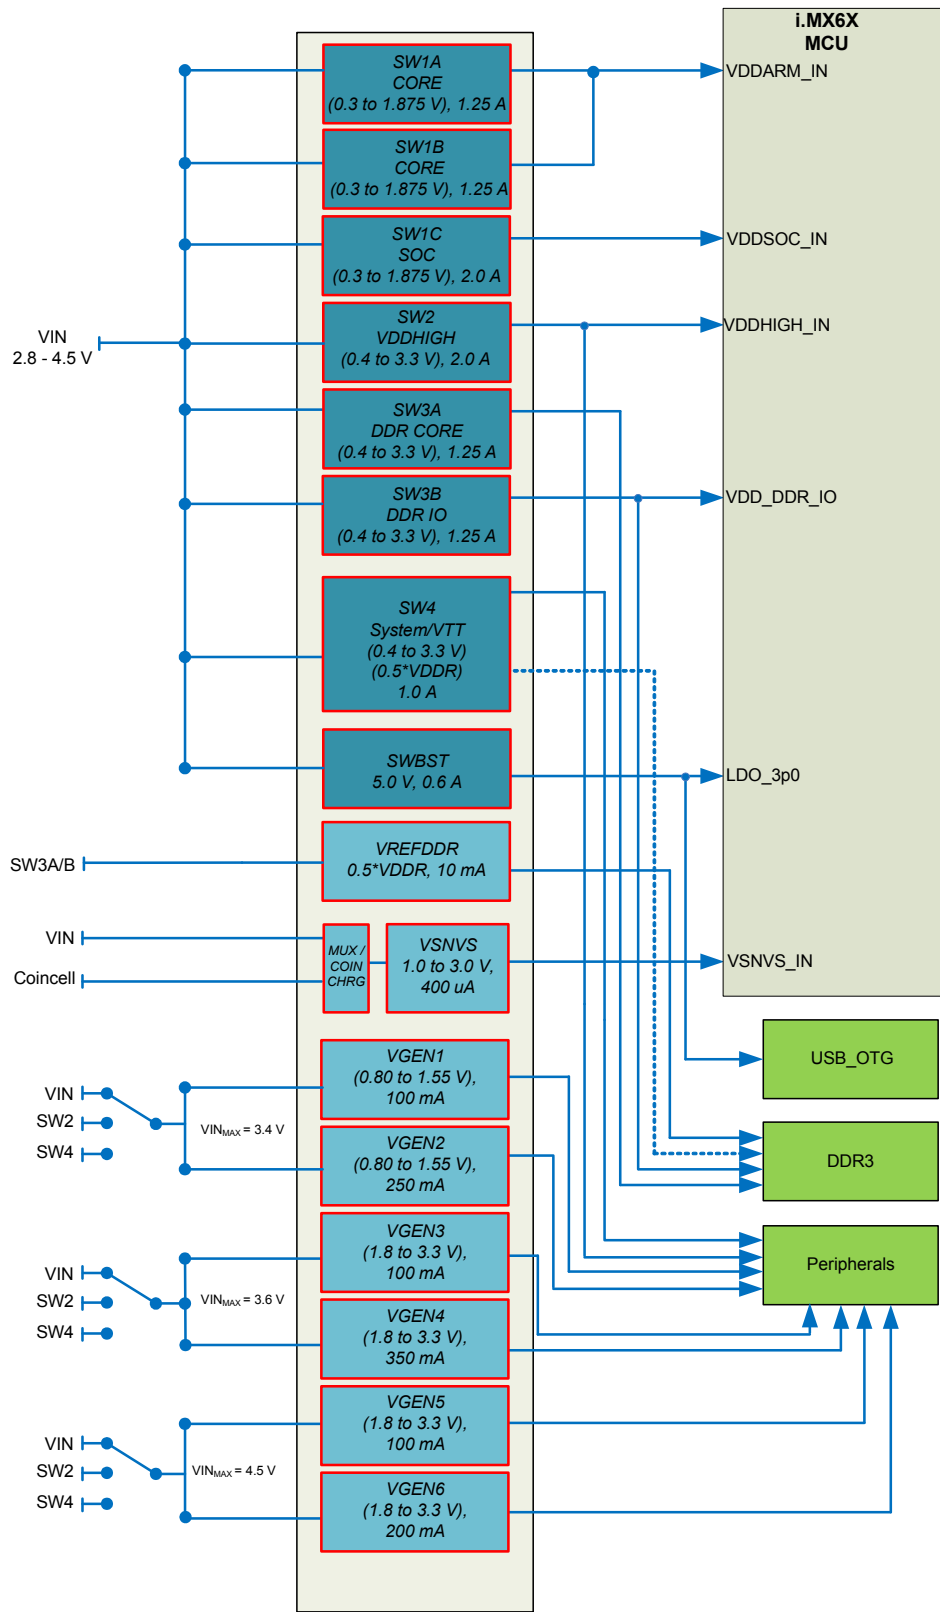 i.MX6X
MCU
SW1A
CORE
(0.3 to 1.875 V), 1.25 A
VDDARM_IN
SW1B
CORE
(0.3 to 1.875 V), 1.25 A
SW1C
SOC
(0.3 to 1.875 V), 2.0 A
VDDSOC_IN
VIN
2.8 - 4.5 V
SW2
VDDHIGH
(0.4 to 3.3 V), 2.0 A
VDDHIGH_IN
SW3A
DDR CORE
(0.4 to 3.3 V), 1.25 A
SW3B
DDR IO
(0.4 to 3.3 V), 1.25 A
VDD_DDR_IO
SW4
System/VTT
(0.4 to 3.3 V)
(0.5*VDDR)
1.0 A
SWBST
5.0 V, 0.6 A
LDO_3p0
SW3A/B
VREFDDR
0.5*VDDR, 10 mA
VIN
Coincell
MUX /
COIN
CHRG
VSNVS
1.0 to 3.0 V,
400 uA
VSNVS_IN
USB_OTG
VIN
SW2
SW4
VINMAX = 3.4 V
VGEN1
(0.80 to 1.55 V),
100 mA
VGEN2
(0.80 to 1.55 V),
250 mA
DDR3
VIN
SW2
SW4
VINMAX = 3.6 V
VGEN3
(1.8 to 3.3 V),
100 mA
VGEN4
(1.8 to 3.3 V),
350 mA
Peripherals
VIN
SW2
SW4
VINMAX = 4.5 V
VGEN5
(1.8 to 3.3 V),
100 mA
VGEN6
(1.8 to 3.3 V),
200 mA